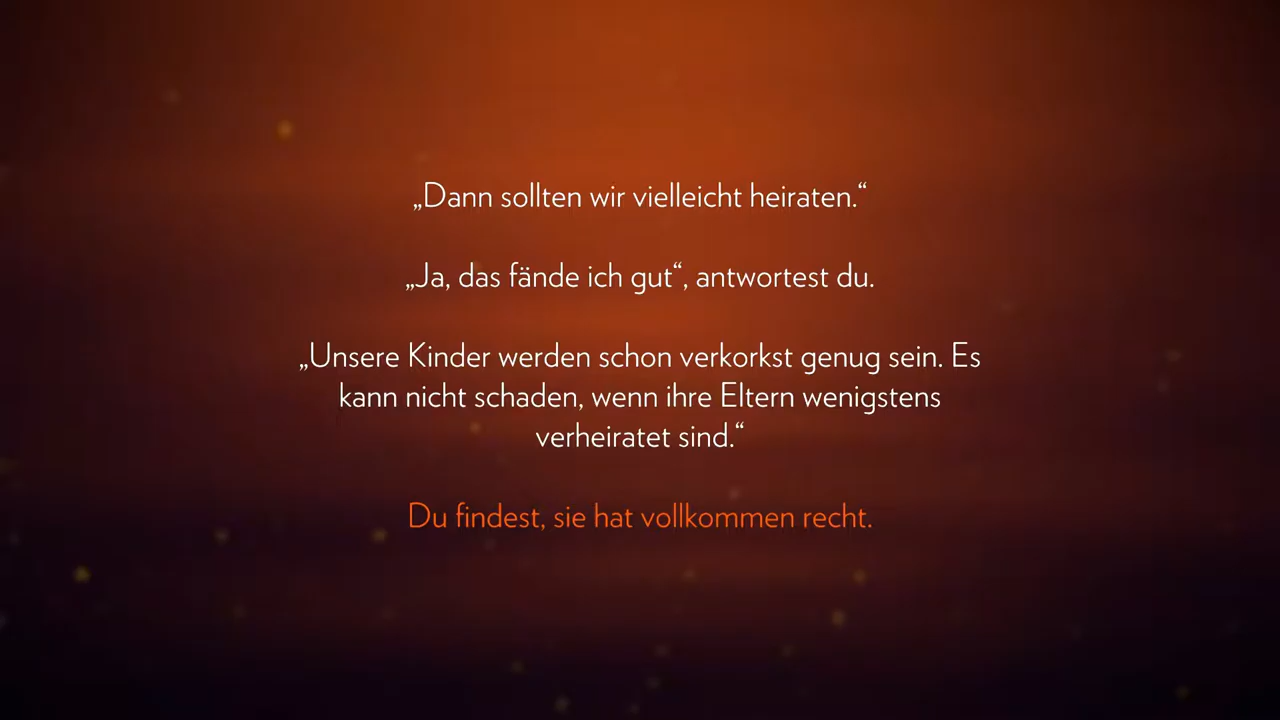 „Dann sollten wir vielleicht heiraten.“
„Ja, das fände ich gut“, antwortest du.
„Unsere Kinder werden schon verkorkst genug sein. Es
kann nicht schaden, wenn ihre Eltern wenigstens
verheiratet sind.“
Du findest, sie hat vollkommen recht.